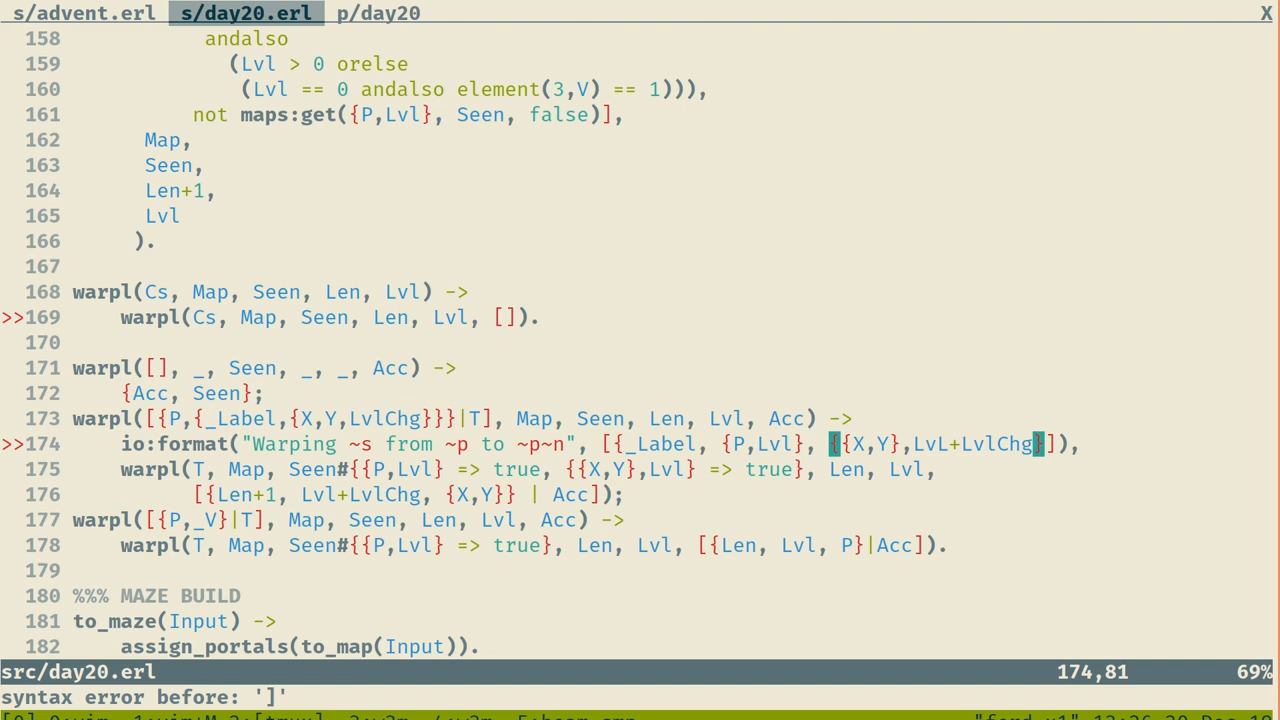 s/advent.erl s/day20.erl p/day20 X
158 andalso
159 (Lvl > 0 orelse
160 (Lvl == 0 andalso element(3,V) == 1))),
161 not maps:get({P,Lvl}, Seen, false)],
162 Map,
163 Seen,
164 Len+1,
165 Lvl
166 ).
167
168 warpl(Cs, Map, Seen, Len, Lvl) ->
>>169 warpl(Cs, Map, Seen, Len, Lvl, []).
170
171 warpl([], _, Seen, _, _, Acc) ->
172 {Acc, Seen};
173 warpl([{P,{_Label,{X,Y,LvlChg}}}|T], Map, Seen, Len, Lvl, Acc) ->
>>174 io:format("Warping ~s from ~p to ~p~n", [{_Label, {P,Lvl}, {{X,Y},LvL+LvlChg}]),
175 warpl(T, Map, Seen#{{P,Lvl} => true, {{X,Y},Lvl} => true}, Len, Lvl,
176 [{Len+1, Lvl+LvlChg, {X,Y}} | Acc]);
177 warpl([{P,_V}|T], Map, Seen, Len, Lvl, Acc) ->
178 warpl(T, Map, Seen#{{P,Lvl} => true}, Len, Lvl, [{Len, Lvl, P}|Acc]).
179
180 %%% MAZE BUILD
181 to_maze(Input) ->
182 assign_portals(to_map(Input)).
src/day20.erl 174,81 69%
syntax error before: ']'